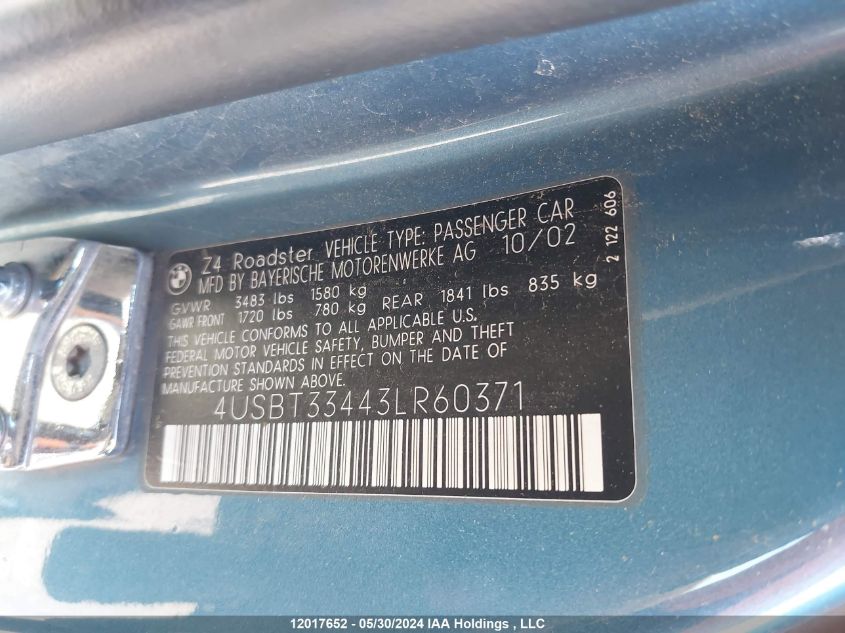 BMW
Z4 Roadster VEHICLE TYPE: PASSENGER CAR
MFD BY BAYERISCHE MOTORENWERKE AG 10/02
GVWR 3483 lbs 1580 kg
GAWR FRONT 1720 lbs 780 kg REAR 1841 lbs 835 kg
THIS VEHICLE CONFORMS TO ALL APPLICABLE U.S.
FEDERAL MOTOR VEHICLE SAFETY, BUMPER AND THEFT
PREVENTION STANDARDS IN EFFECT ON THE DATE OF
MANUFACTURE SHOWN ABOVE.
4USBT33443LR60371
2 122 606
12017652 - 05/30/2024 IAA Holdings , LLC